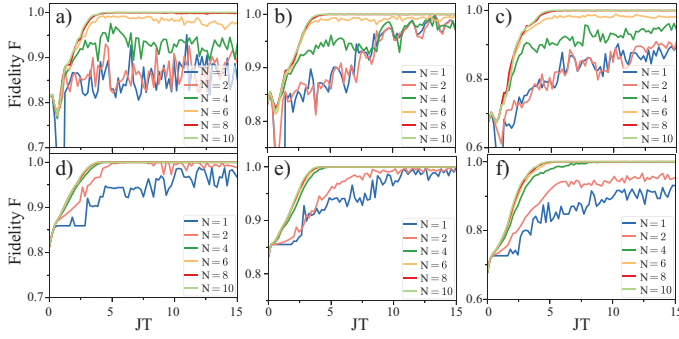 a)
Fidelity F
1.0
0.9
0.8
0.7
N = 1
N = 2
N = 4
N = 6
N = 8
N = 10
b)
1.0
0.9
0.8
N = 1
N = 2
N = 4
N = 6
N = 8
N = 10
c)
1.0
0.8
0.6
N = 1
N = 2
N = 4
N = 6
N = 8
N = 10
d)
Fidelity F
1.0
0.9
0.8
0.7
0
5
10
15
JT
N = 1
N = 2
N = 4
N = 6
N = 8
N = 10
e)
1.0
0.9
0.8
0
5
10
15
JT
N = 1
N = 2
N = 4
N = 6
N = 8
N = 10
f)
1.0
0.8
0.6
0
5
10
15
JT
N = 1
N = 2
N = 4
N = 6
N = 8
N = 10